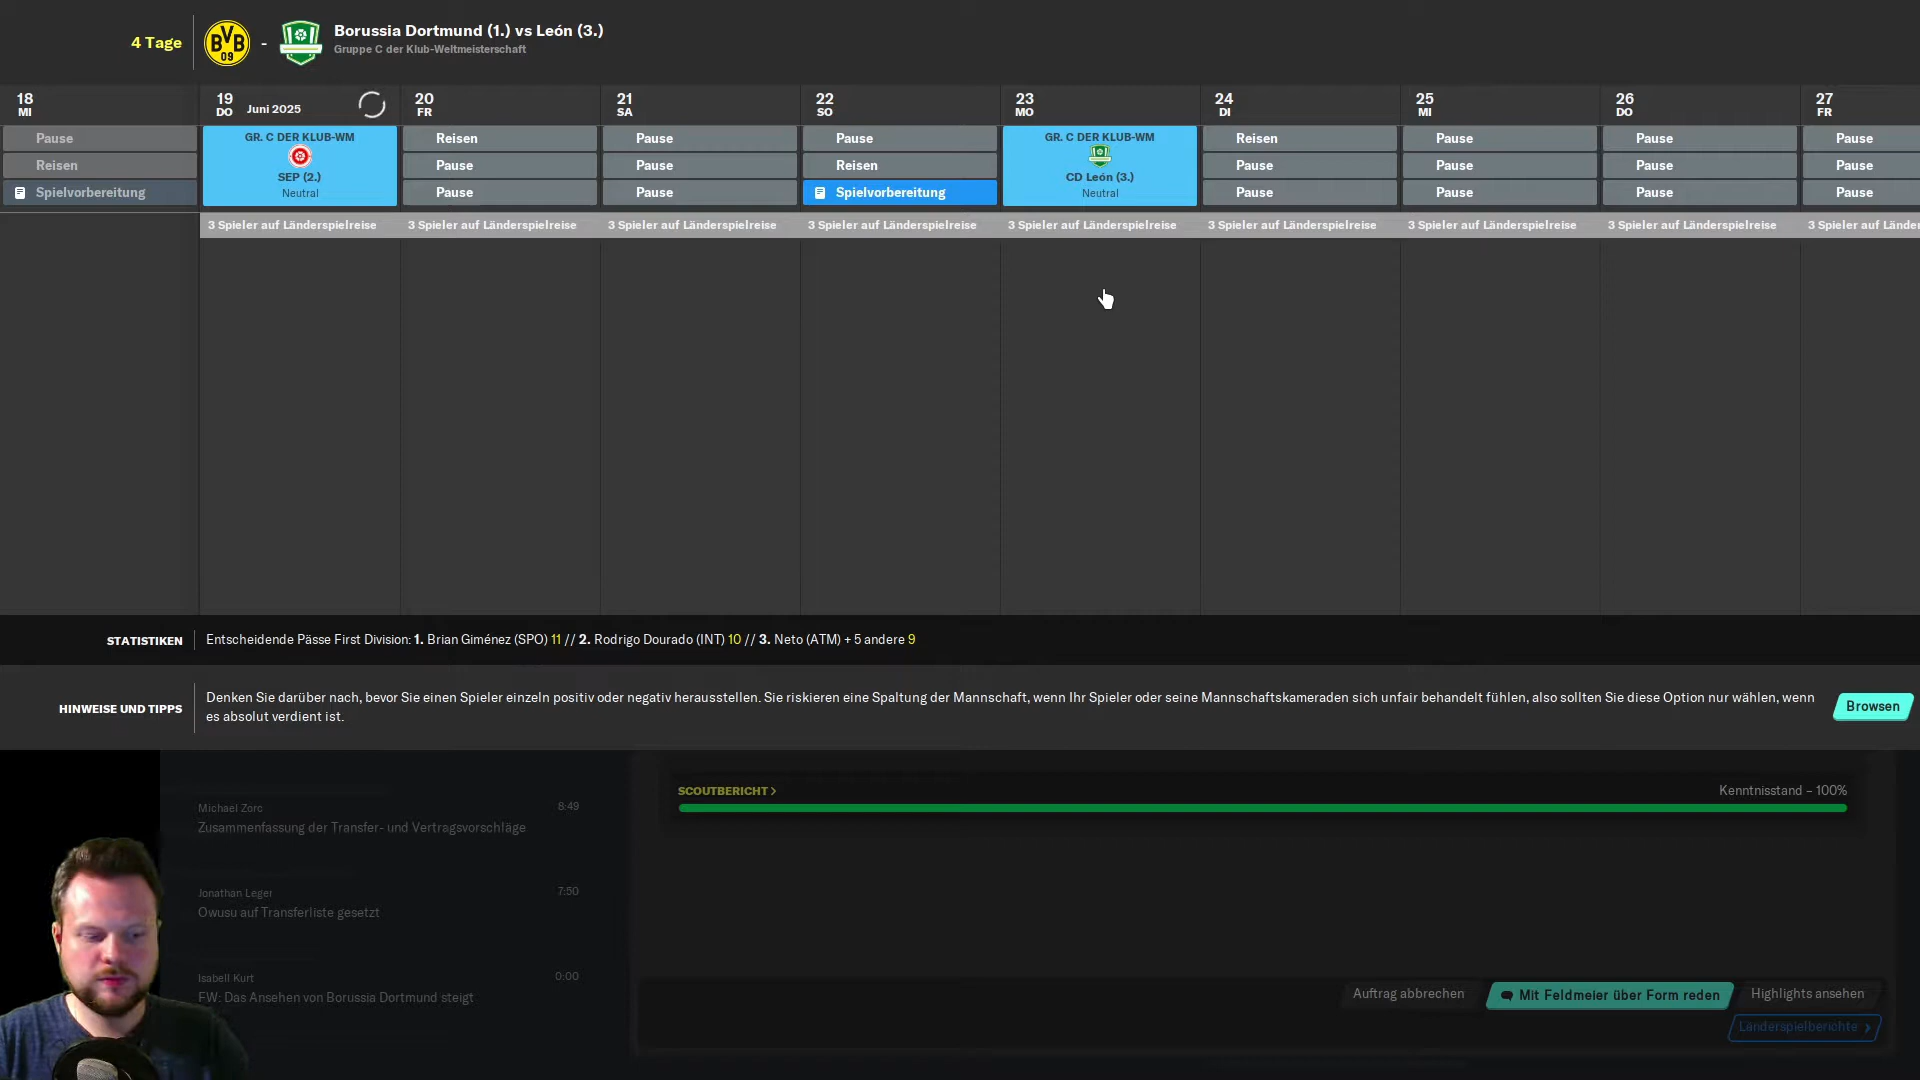 4 Tage
BVB 09
-
Borussia Dortmund (1.) vs León (3.)
Gruppe C der Klub-Weltmeisterschaft
18 MI
19 DO Juni 2025
20 FR
21 SA
22 SO
23 MO
24 DI
25 MI
26 DO
27 FR
Pause
GR. C DER KLUB-WM
Reisen
Pause
Pause
GR. C DER KLUB-WM
Reisen
Pause
Pause
Pause
Reisen
SEP (2.)
Pause
Pause
Reisen
CD León (3.)
Pause
Pause
Pause
Pause
Spielvorbereitung
Neutral
Pause
Pause
Spielvorbereitung
Neutral
Pause
Pause
Pause
Pause
3 Spieler auf Länderspielreise
3 Spieler auf Länderspielreise
3 Spieler auf Länderspielreise
3 Spieler auf Länderspielreise
3 Spieler auf Länderspielreise
3 Spieler auf Länderspielreise
3 Spieler auf Länderspielreise
3 Spieler auf Länderspielreise
3 Spieler auf Lände
STATISTIKEN
Entscheidende Pässe First Division: 1. Brian Giménez (SPO) 11 // 2. Rodrigo Dourado (INT) 10 // 3. Neto (ATM) + 5 andere 9
HINWEISE UND TIPPS
Denken Sie darüber nach, bevor Sie einen Spieler einzeln positiv oder negativ herausstellen. Sie riskieren eine Spaltung der Mannschaft, wenn Ihr Spieler oder seine Mannschaftskameraden sich unfair behandelt fühlen, also sollten Sie diese Option nur wählen, wenn
es absolut verdient ist.
Browsen
SCOUTBERICHT >
Kenntnisstand – 100%
Michael Zorc 8:49
Zusammenfassung der Transfer- und Vertragsvorschläge
Jonathan Leger 7:50
Owusu auf Transferliste gesetzt
Isabell Kurt 0:00
FW: Das Ansehen von Borussia Dortmund steigt
Auftrag abbrechen
Mit Feldmeier über Form reden
Highlights ansehen
Länderspielberichte >